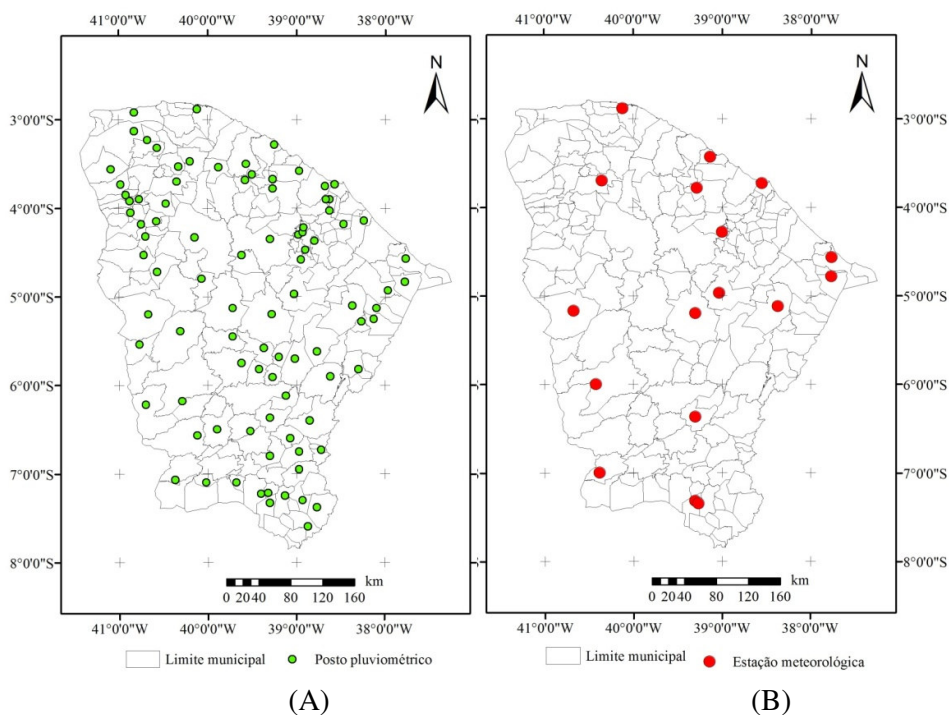 41°0'0"W 40°0'0"W 39°0'0"W 38°0'0"W
N
3°0'0"S
4°0'0"S
5°0'0"S
6°0'0"S
7°0'0"S
8°0'0"S
km
0 20 40 80 120 160
41°0'0"W 40°0'0"W 39°0'0"W 38°0'0"W
Limite municipal Posto pluviométrico
(A)
41°0'0"W 40°0'0"W 39°0'0"W 38°0'0"W
N
3°0'0"S
4°0'0"S
5°0'0"S
6°0'0"S
7°0'0"S
8°0'0"S
km
0 20 40 80 120 160
41°0'0"W 40°0'0"W 39°0'0"W 38°0'0"W
Limite municipal Estação meteorológica
(B)